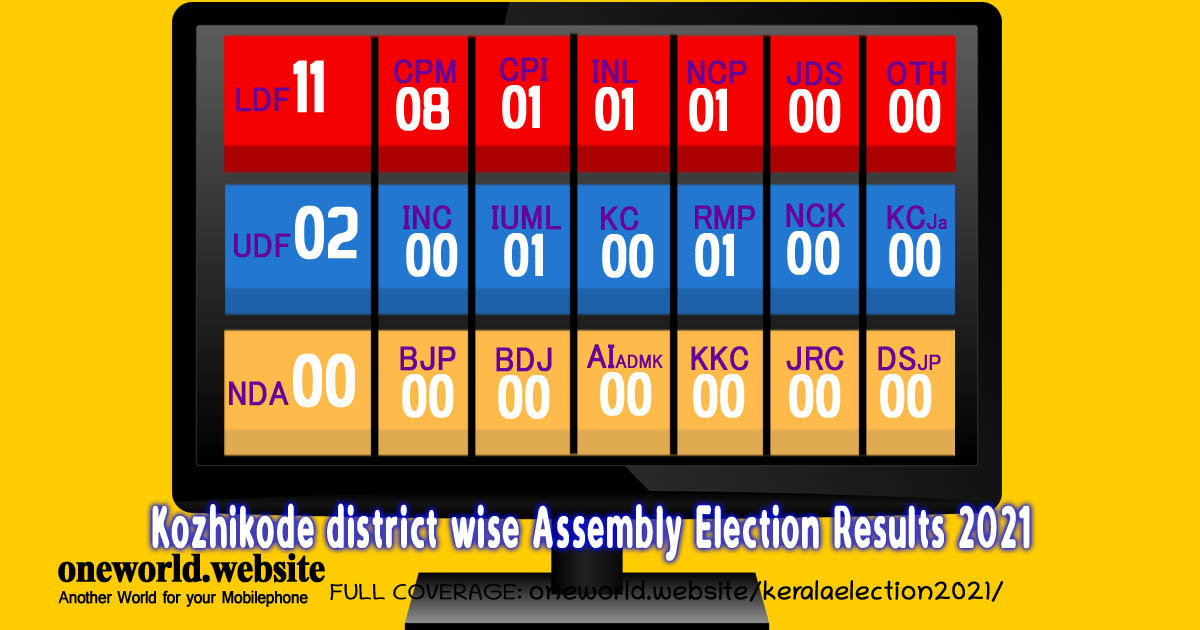 LDF 11 CPM 08 CPI 01 INL 01 NCP 01 JDS 00 OTH 00
UDF 02 INC 00 IUML 01 KC 00 RMP 01 NCK 00 KCJa 00
NDA 00 BJP 00 BDJ 00 AIADMK 00 KKC 00 JRC 00 DSJP 00
Kozhikode district wise Assembly Election Results 2021
oneworld.website
Another World for your Mobilephone
FULL COVERAGE: oneworld.website/keralaelection2021/